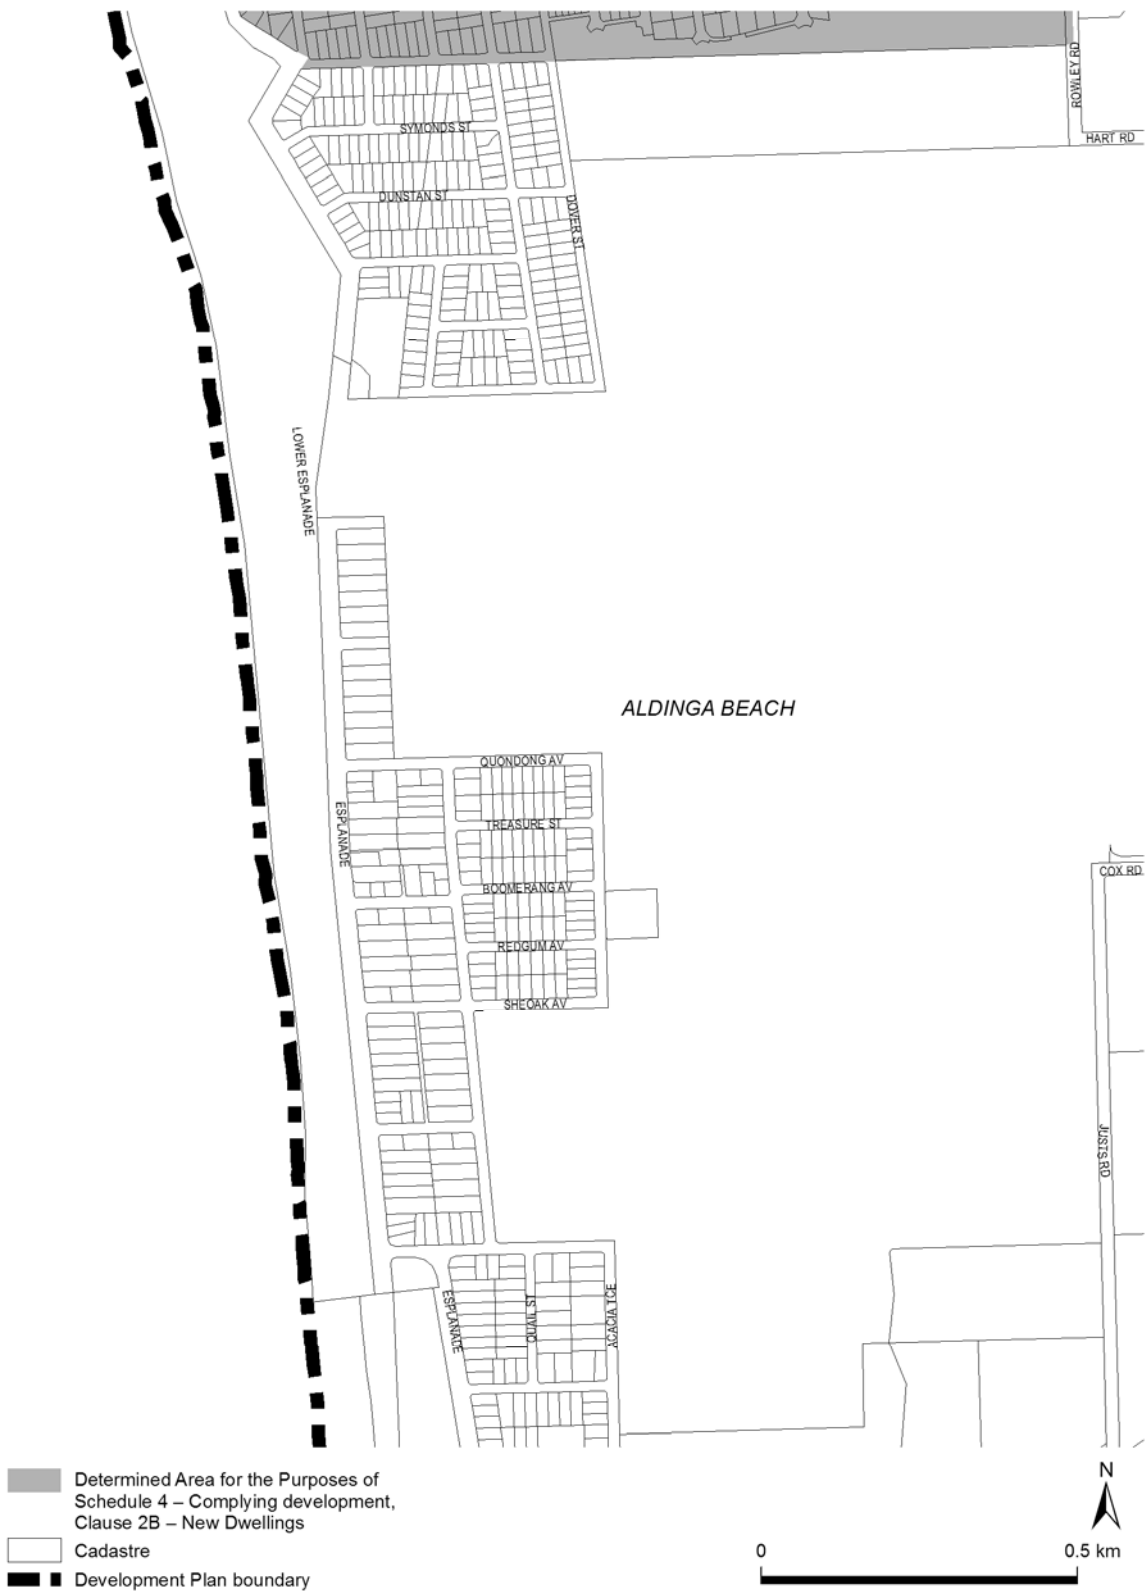 ROWLEY RD
HART RD
SYMONDS ST
DUNSTAN ST
DOVER ST
LOWER ESPLANADE
ALDINGA BEACH
QUONDONG AV
ESPLANADE
TREASURE ST
COX RD
BOOMERANG AV
REDGUM AV
SHEOAK AV
JUSTS RD
ESPLANADE
QUAIL ST
ACACIA TCE
Determined Area for the Purposes of
Schedule 4 – Complying development,
Clause 2B – New Dwellings
Cadastre
Development Plan boundary
N
0 0.5 km